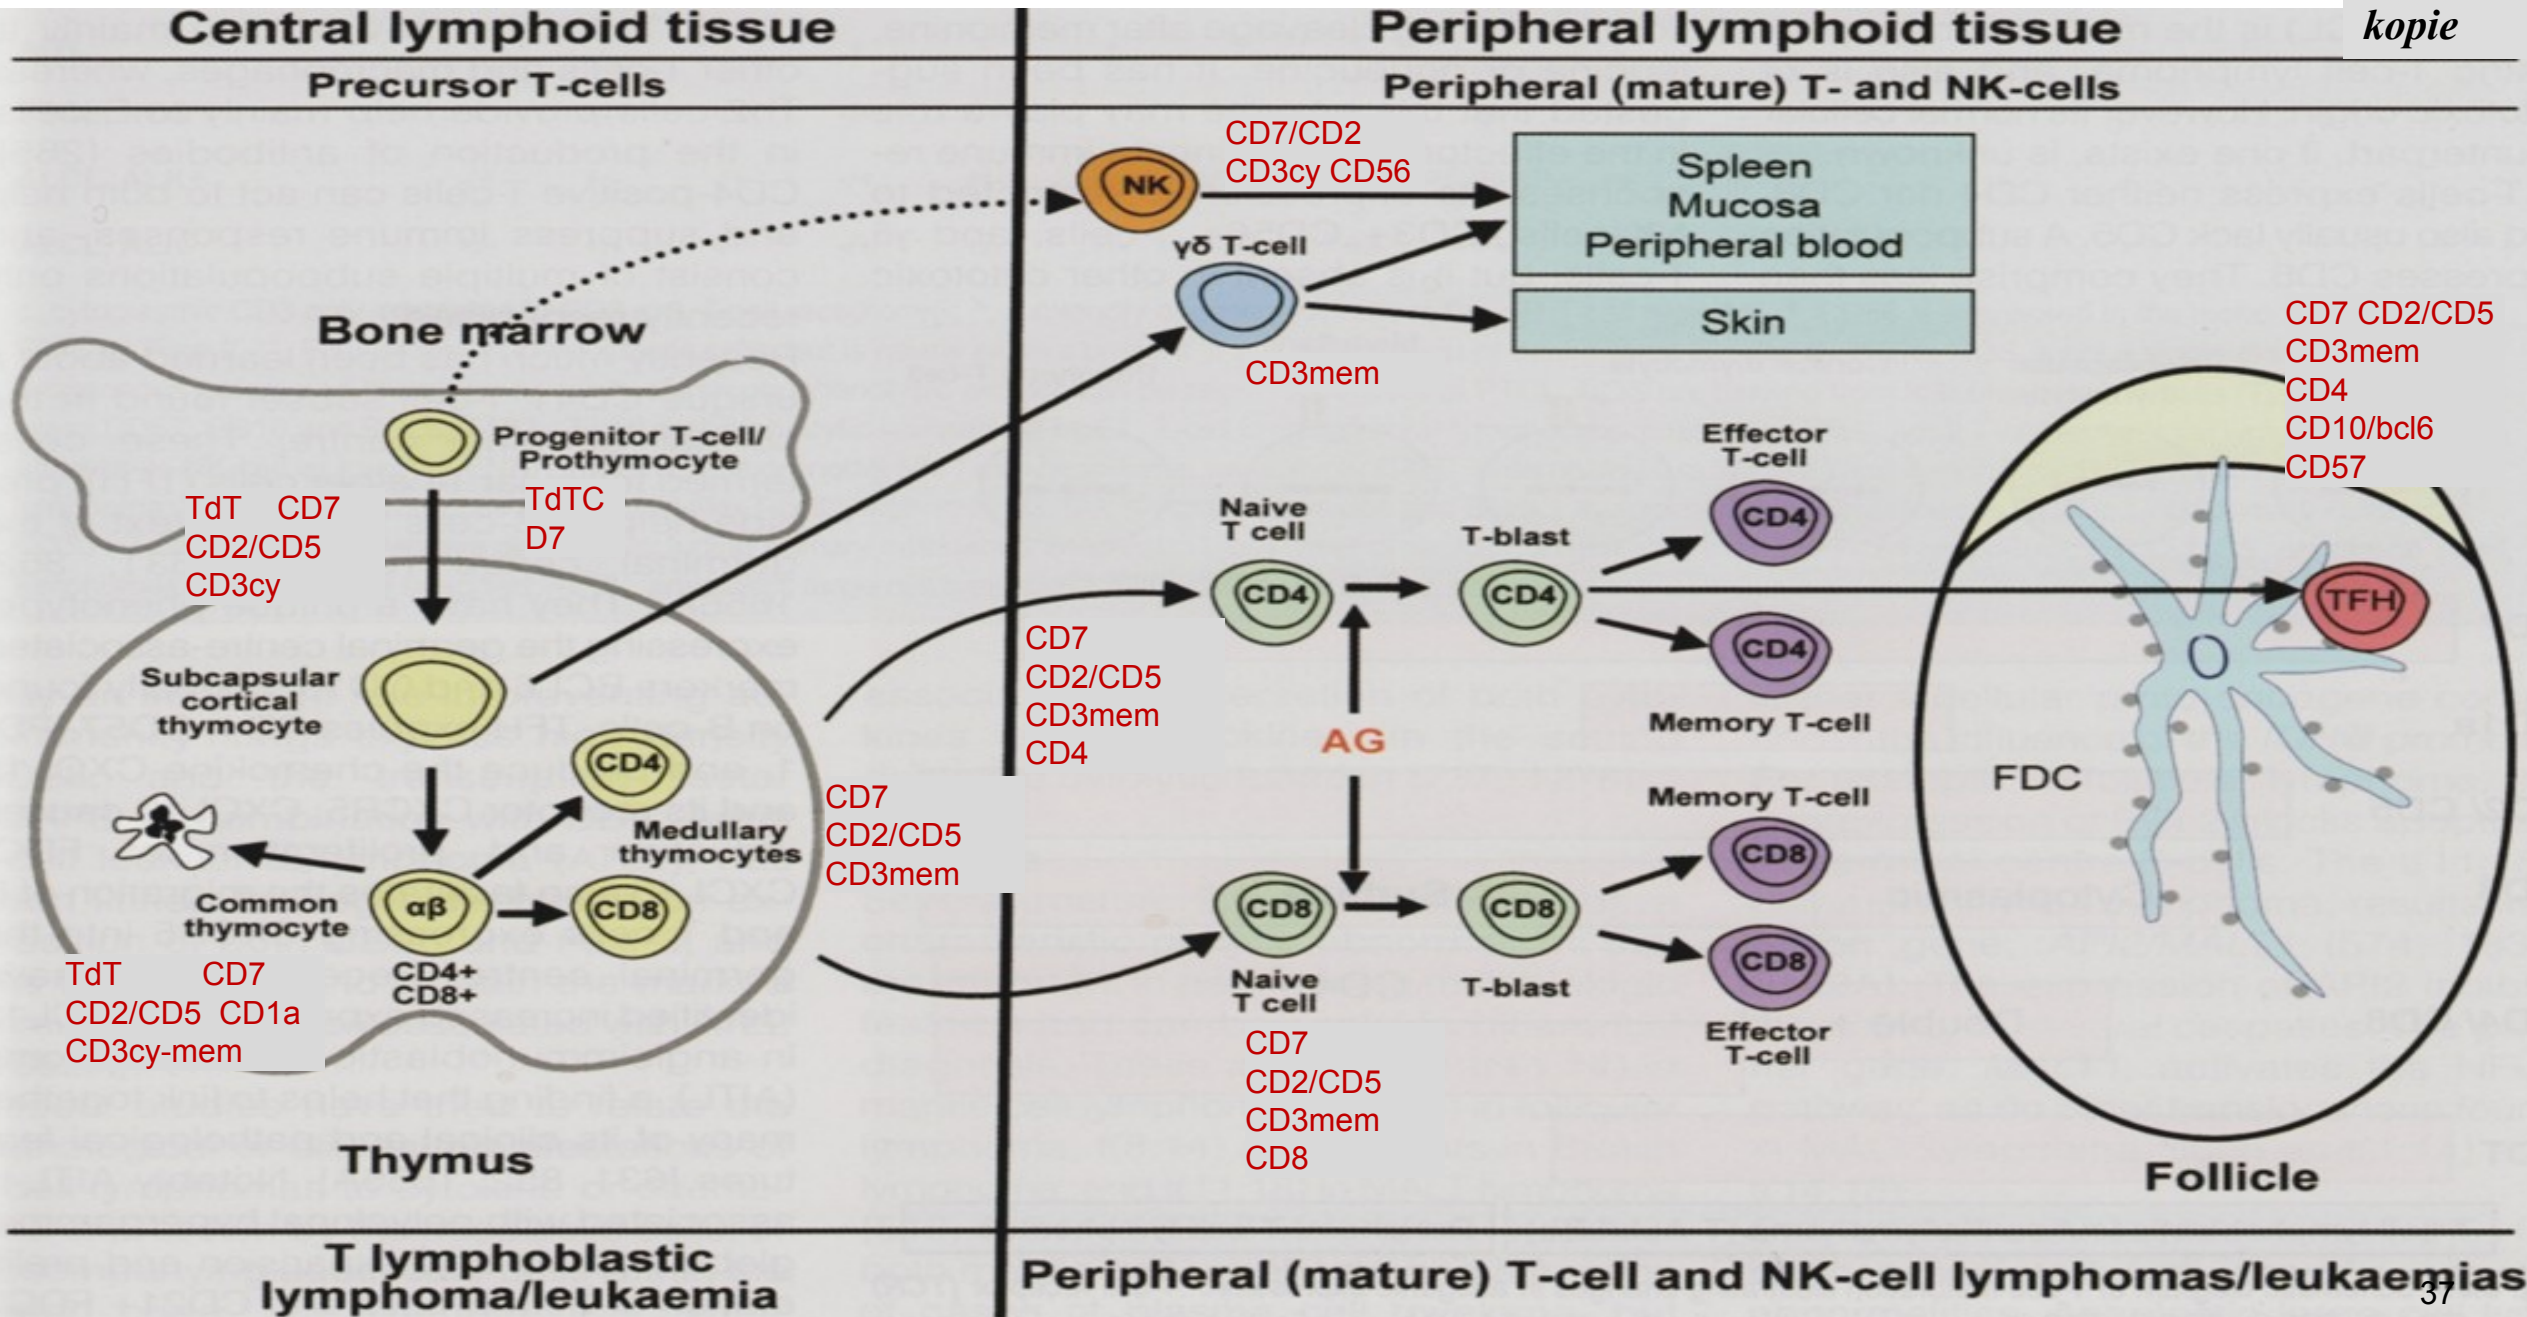 Central lymphoid tissue
Peripheral lymphoid tissue
kopie
Precursor T-cells
Peripheral (mature) T- and NK-cells
CD7/CD2
CD3cy CD56
NK
Spleen
Mucosa
Peripheral blood
γδ T-cell
Skin
CD3mem
Bone marrow
Progenitor T-cell/
Prothymocyte
TdT CD7
CD2/CD5
CD3cy
TdTC
D7
Subcapsular
cortical
thymocyte
CD4
Medullary
thymocytes
CD8
Common
thymocyte
αβ
CD4+
CD8+
TdT CD7
CD2/CD5 CD1a
CD3cy-mem
Thymus
CD7
CD2/CD5
CD3mem
CD7
CD2/CD5
CD3mem
CD4
Naive
T cell
CD4
T-blast
CD4
Effector
T-cell
CD4
CD4
Memory T-cell
AG
Memory T-cell
CD8
CD8
Naive
T cell
CD8
T-blast
CD8
Effector
T-cell
CD7
CD2/CD5
CD3mem
CD8
CD7 CD2/CD5
CD3mem
CD4
CD10/bcl6
CD57
TFH
FDC
Follicle
T lymphoblastic
lymphoma/leukaemia
Peripheral (mature) T-cell and NK-cell lymphomas/leukaemias
37